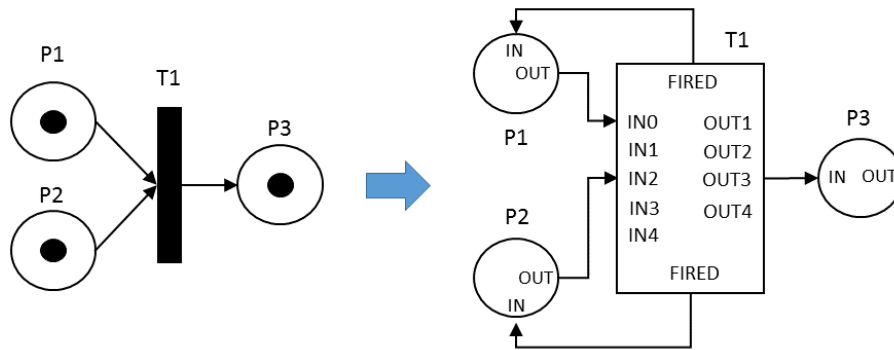 P1
T1
P2
P3
IN
OUT
P1
T1
FIRED
IN0
IN1
IN2
IN3
IN4
OUT1
OUT2
OUT3
OUT4
FIRED
P2
OUT
IN
P3
IN OUT